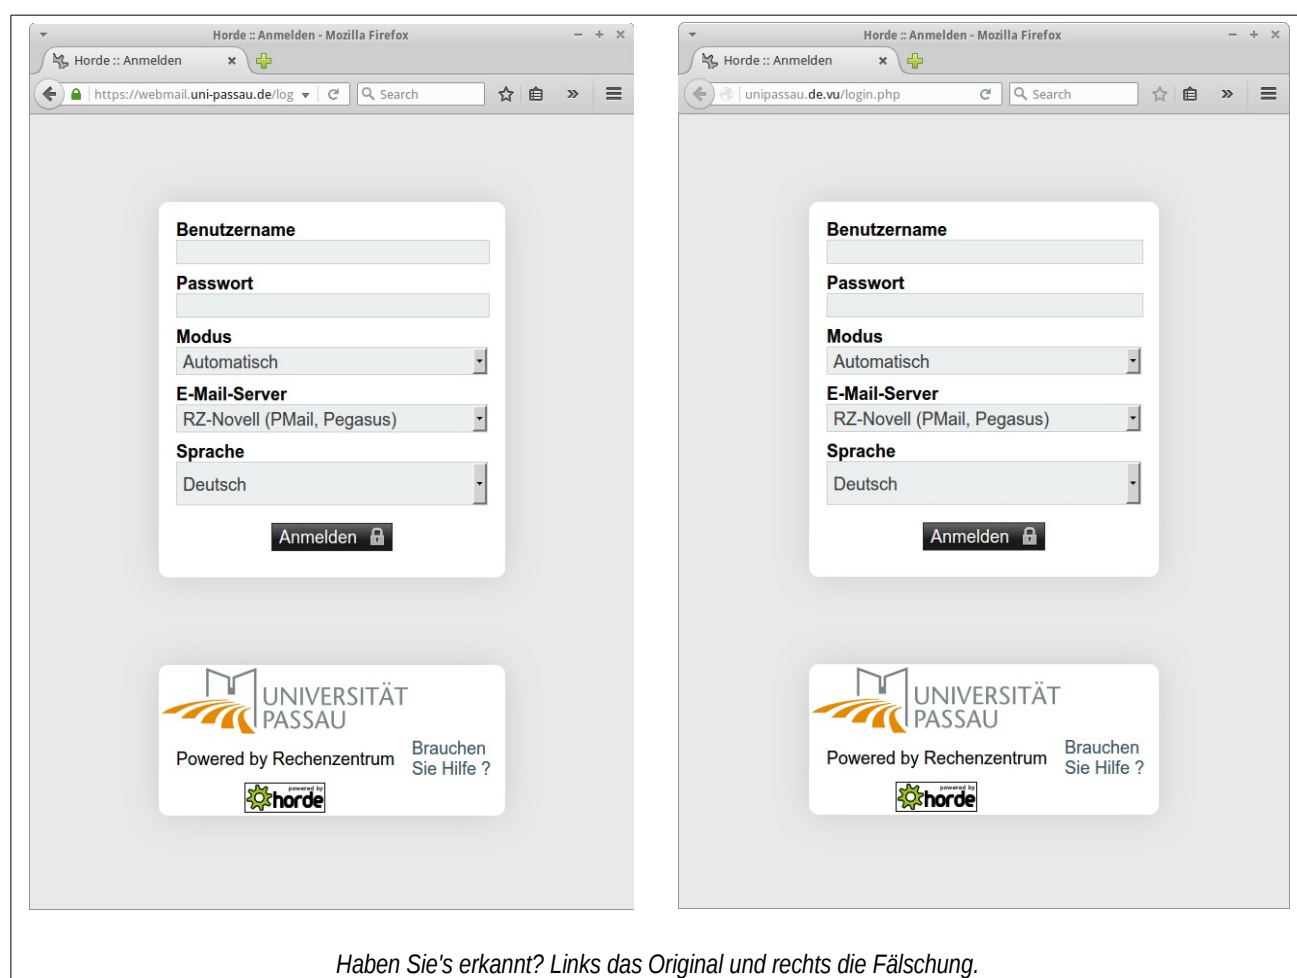 Horde :: Anmelden - Mozilla Firefox
Horde :: Anmelden
https://webmail.uni-passau.de/log
Search
Benutzername
Passwort
Modus
Automatisch
E-Mail-Server
RZ-Novell (PMail, Pegasus)
Sprache
Deutsch
Anmelden
UNIVERSITÄT
PASSAU
Powered by Rechenzentrum
Brauchen
Sie Hilfe ?
powered by
horde
Horde :: Anmelden - Mozilla Firefox
Horde :: Anmelden
unipassau.de.vu/login.php
Search
Benutzername
Passwort
Modus
Automatisch
E-Mail-Server
RZ-Novell (PMail, Pegasus)
Sprache
Deutsch
Anmelden
UNIVERSITÄT
PASSAU
Powered by Rechenzentrum
Brauchen
Sie Hilfe ?
powered by
horde
Haben Sie's erkannt? Links das Original und rechts die Fälschung.